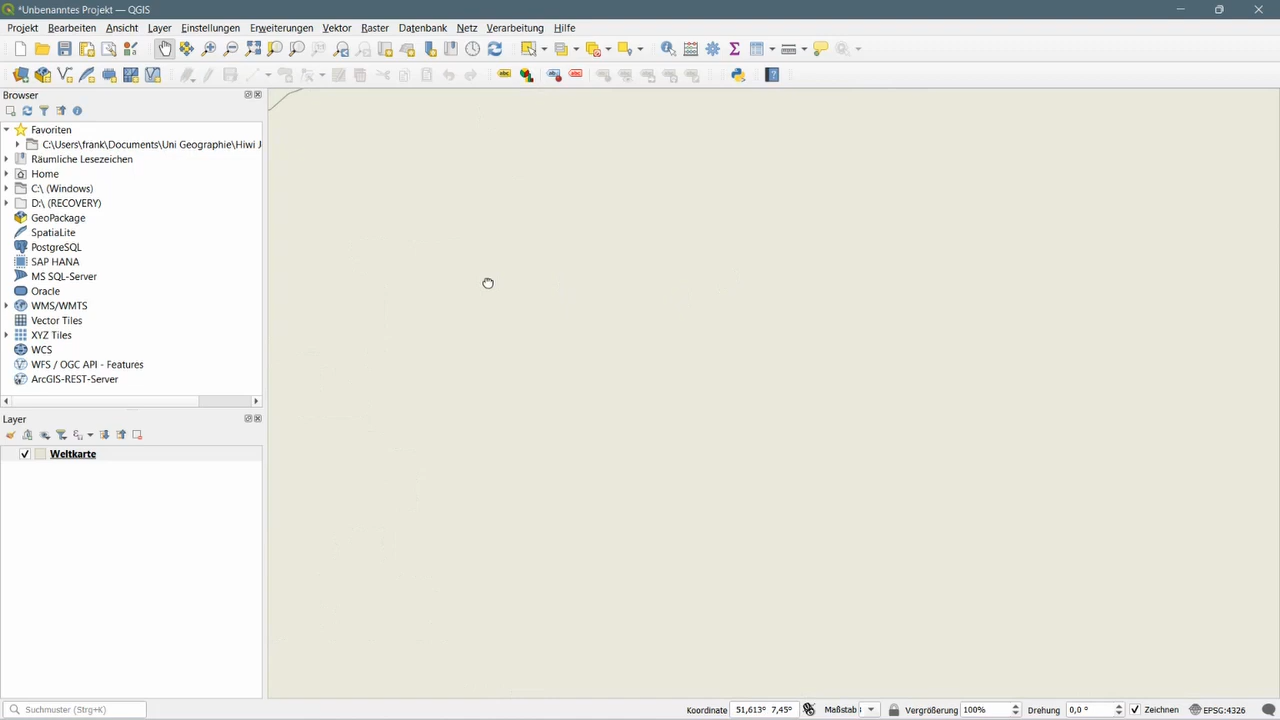 *Unbenanntes Projekt — QGIS
Projekt Bearbeiten Ansicht Layer Einstellungen Erweiterungen Vektor Raster Datenbank Netz Verarbeitung Hilfe
Browser
Favoriten
C:\Users\frank\Documents\Uni Geographie\Hiwi J
Räumliche Lesezeichen
Home
C:\ (Windows)
D:\ (RECOVERY)
GeoPackage
SpatiaLite
PostgreSQL
SAP HANA
MS SQL-Server
Oracle
WMS/WMTS
Vector Tiles
XYZ Tiles
WCS
WFS / OGC API - Features
ArcGIS-REST-Server
Layer
Weltkarte
Suchmuster (Strg+K)
Koordinate 51,613° 7,45° Maßstab Vergrößerung 100% Drehung 0,0 ° Zeichnen EPSG:4326